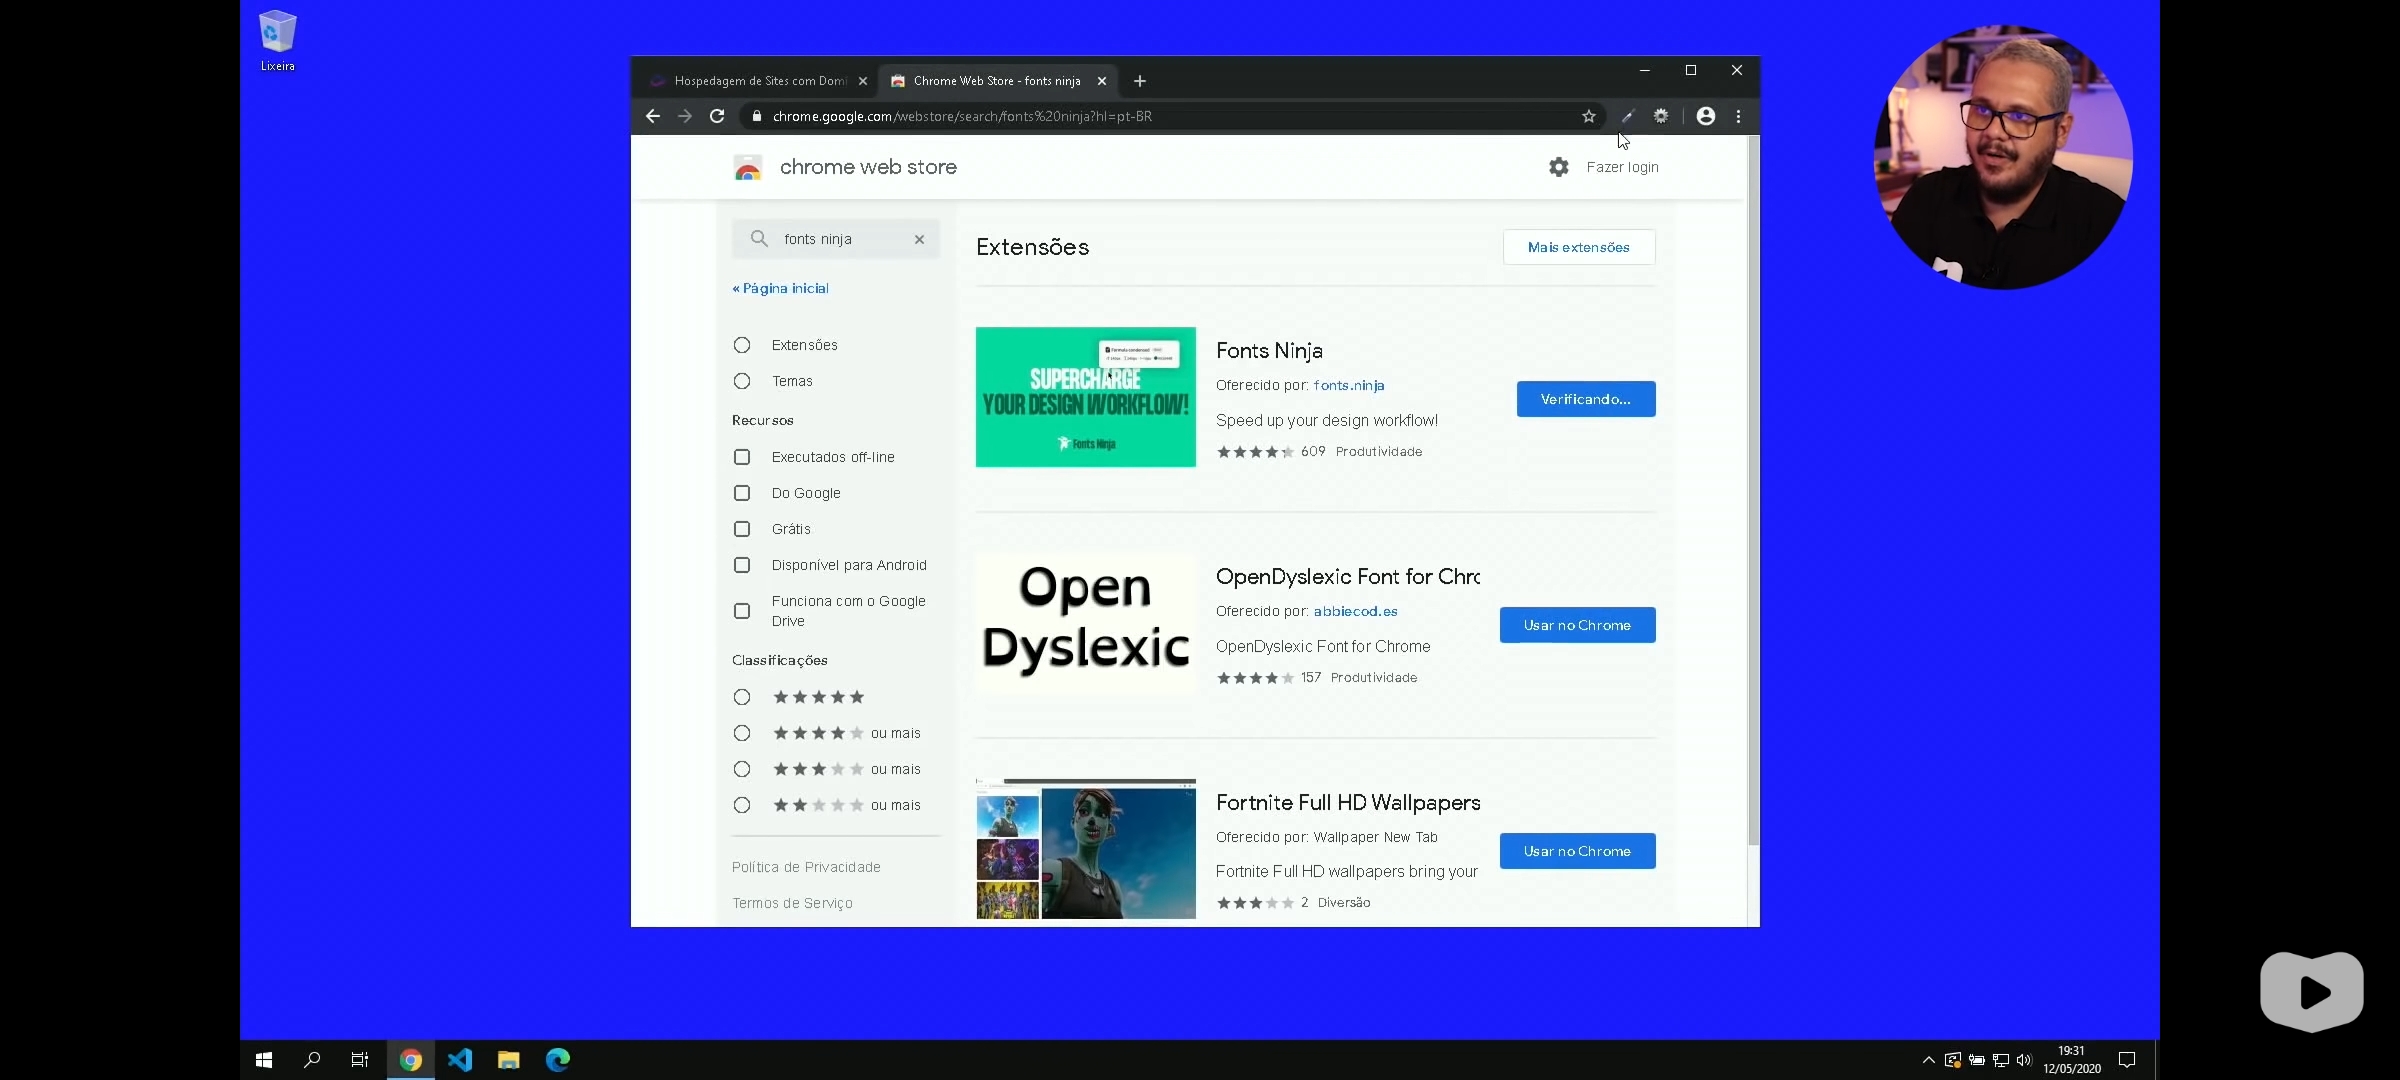 Lixeira
Hospedagem de Sites com Domí
Chrome Web Store - fonts ninja
chrome.google.com/webstore/search/fonts%20ninja?hl=pt-BR
chrome web store
Fazer login
fonts ninja
« Página inicial
Extensões
Temas
Recursos
Executados off-line
Do Google
Grátis
Disponível para Android
Funciona com o Google
Drive
Classificações
ou mais
ou mais
ou mais
Política de Privacidade
Termos de Serviço
Extensões
Mais extensões
SUPERCHARGE
YOUR DESIGN WORKFLOW!
Fonts Ninja
Fonts Ninja
Oferecido por: fonts.ninja
Speed up your design workflow!
609 Produtividade
Verificando...
Open
Dyslexic
OpenDyslexic Font for Chro
Oferecido por: abbiecod.es
OpenDyslexic Font for Chrome
157 Produtividade
Usar no Chrome
Fortnite Full HD Wallpapers
Oferecido por: Wallpaper New Tab
Fortnite Full HD wallpapers bring your
2 Diversão
Usar no Chrome
19:31
12/05/2020